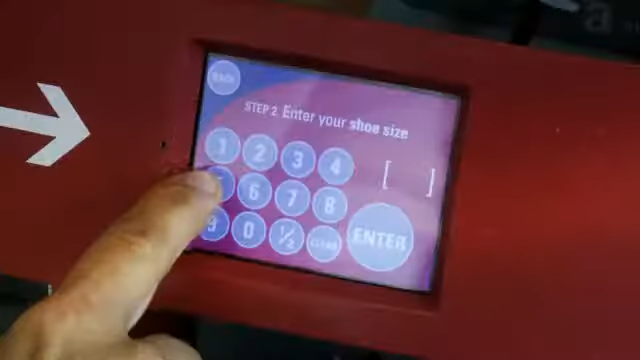 BACK
STEP 2 Enter your shoe size
1 2 3 4
[ ]
6 7 8
9 0 1/2 CLEAR ENTER
a